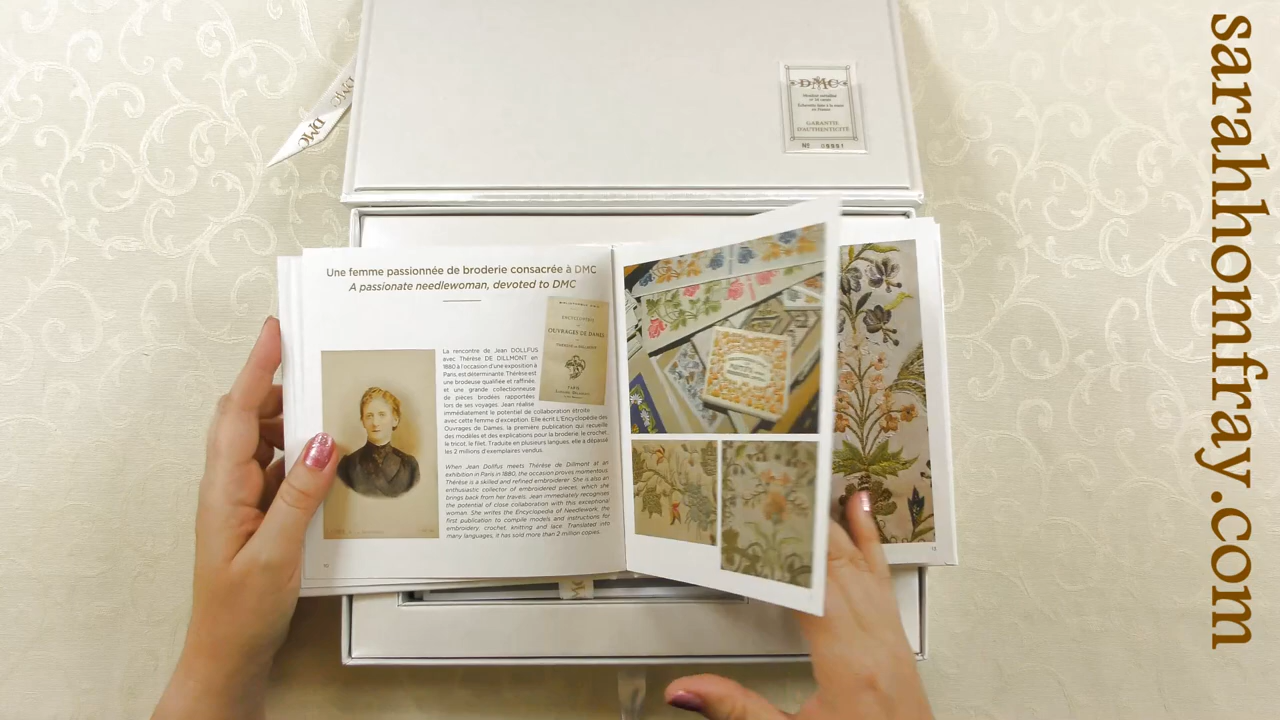 DMC
GARANTIE
D'AUTHENTICITÉ
DMC
Une femme passionnée de broderie consacrée à DMC
A passionate needlewoman, devoted to DMC
ENCYCLOPÉDIE
OUVRAGES DE DAMES
PARIS
La rencontre de Jean DOLLFUS
avec Thérèse DE DILLMONT en
1880 à l'occasion d'une exposition à
Paris, est déterminante. Thérèse est
une brodeuse qualifiée et raffinée,
et une grande collectionneuse
de pièces brodées rapportées
lors de ses voyages. Jean réalise
immédiatement le potentiel de collaboration étroite
avec cette femme d'exception. Elle écrit L'Encyclopédie des
Ouvrages de Dames, la première publication qui recueille
des modèles et des explications pour la broderie, le crochet,
le tricot, le filet. Traduite en plusieurs langues, elle a dépassé
les 2 millions d'exemplaires vendus.
When Jean Dollfus meets Thérèse de Dillmont at an
exhibition in Paris in 1880, the occasion proves momentous.
Thérèse is a skilled and refined embroiderer. She is also an
enthusiastic collector of embroidered pieces, which she
brings back from her travels. Jean immediately recognises
the potential of close collaboration with this exceptional
woman. She writes the Encyclopedia of Needlework, the
first publication to compile models and instructions for
embroidery, crochet, knitting and lace. Translated into
many languages, it has sold more than 2 million copies.
10
13
sarahhomfray.com